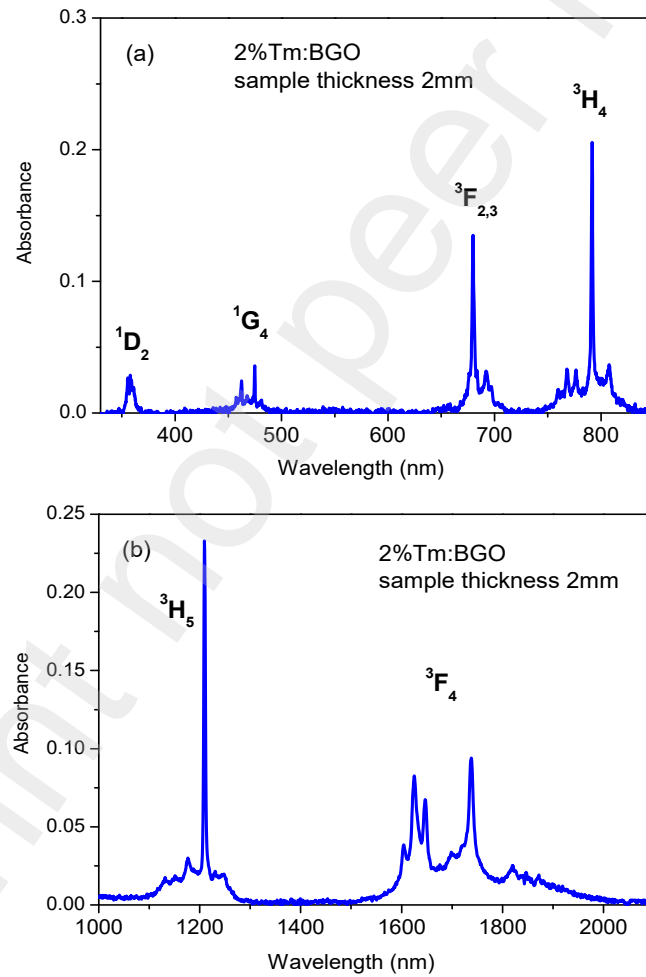 0.3
(a)
2%Tm:BGO
sample thickness 2mm
³H₄
0.2
³F₂,₃
Absorbance
0.1
¹G₄
¹D₂
0.0
400 500 600 700 800
Wavelength (nm)
0.25
(b)
2%Tm:BGO
sample thickness 2mm
0.20
³H₅
0.15
³F₄
Absorbance
0.10
0.05
0.00
1000 1200 1400 1600 1800 2000
Wavelength (nm)
not peer